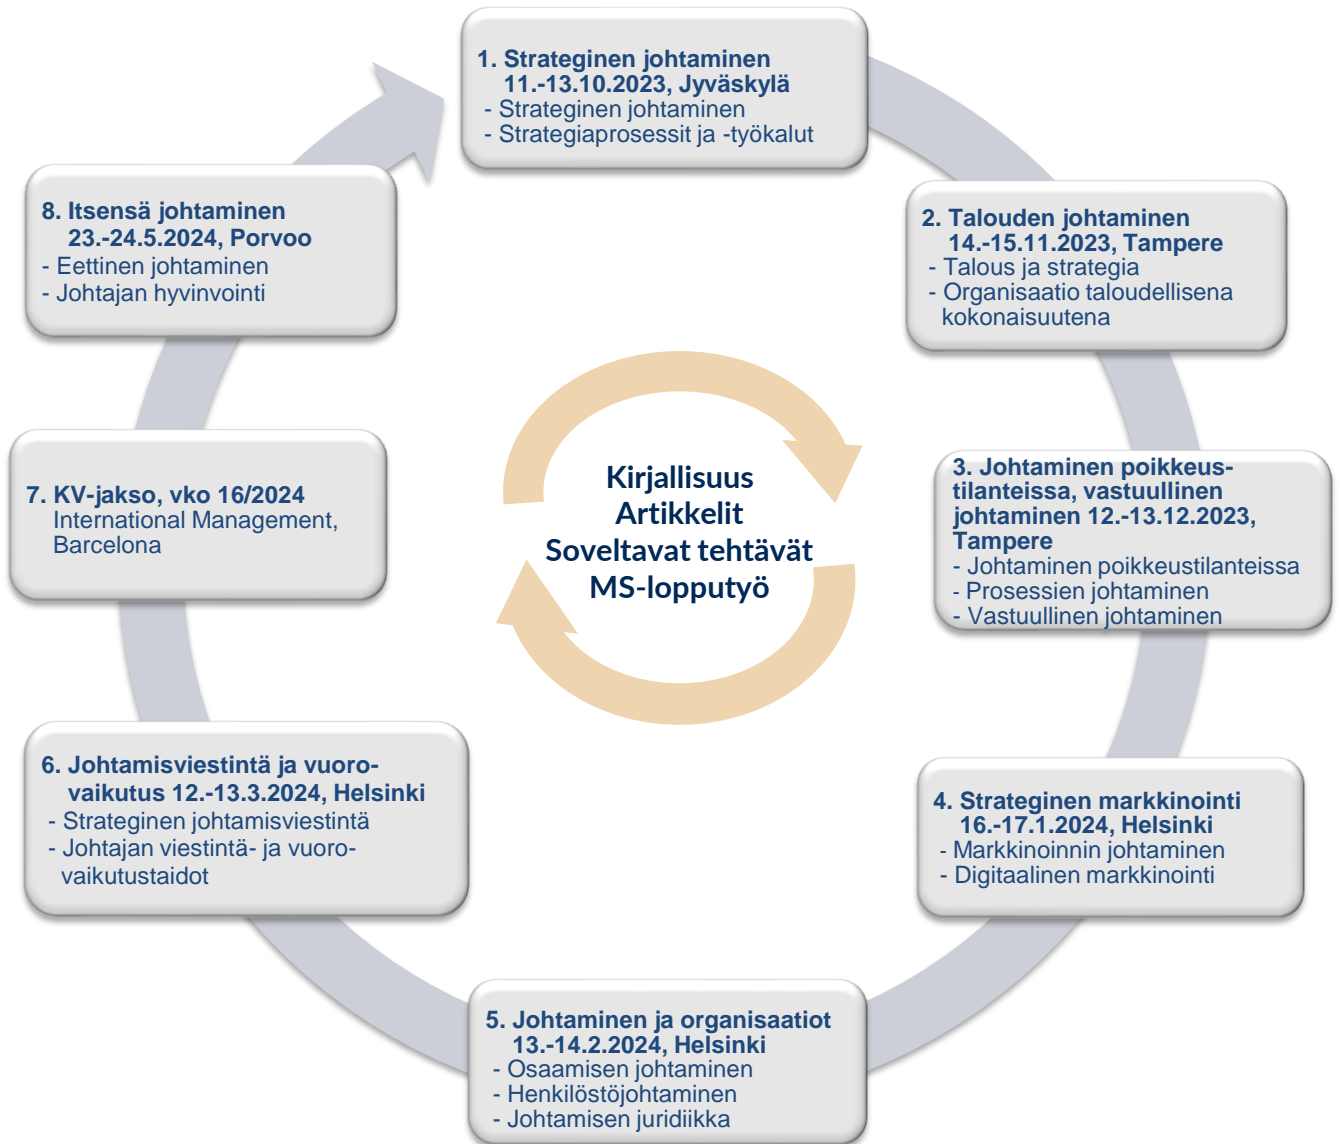 1. Strateginen johtaminen
11.-13.10.2023, Jyväskylä
- Strateginen johtaminen
- Strategiaprosessit ja -työkalut
2. Talouden johtaminen
14.-15.11.2023, Tampere
- Talous ja strategia
- Organisaatio taloudellisena
kokonaisuutena
3. Johtaminen poikkeus-
tilanteissa, vastuullinen
johtaminen 12.-13.12.2023,
Tampere
- Johtaminen poikkeustilanteissa
- Prosessien johtaminen
- Vastuullinen johtaminen
4. Strateginen markkinointi
16.-17.1.2024, Helsinki
- Markkinoinnin johtaminen
- Digitaalinen markkinointi
5. Johtaminen ja organisaatiot
13.-14.2.2024, Helsinki
- Osaamisen johtaminen
- Henkilöstöjohtaminen
- Johtamisen juridiikka
6. Johtamisviestintä ja vuoro-
vaikutus 12.-13.3.2024, Helsinki
- Strateginen johtamisviestintä
- Johtajan viestintä- ja vuoro-
vaikutustaidot
7. KV-jakso, vko 16/2024
International Management,
Barcelona
8. Itsensä johtaminen
23.-24.5.2024, Porvoo
- Eettinen johtaminen
- Johtajan hyvinvointi
Kirjallisuus
Artikkelit
Soveltavat tehtävät
MS-lopputyö